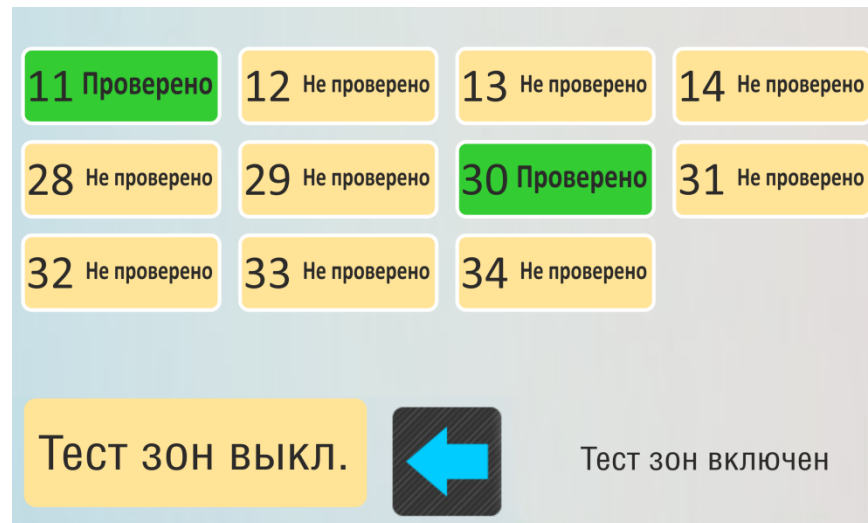 11 Проверено 12 Не проверено 13 Не проверено 14 Не проверено
28 Не проверено 29 Не проверено 30 Проверено 31 Не проверено
32 Не проверено 33 Не проверено 34 Не проверено
Тест зон выкл. Тест зон включен